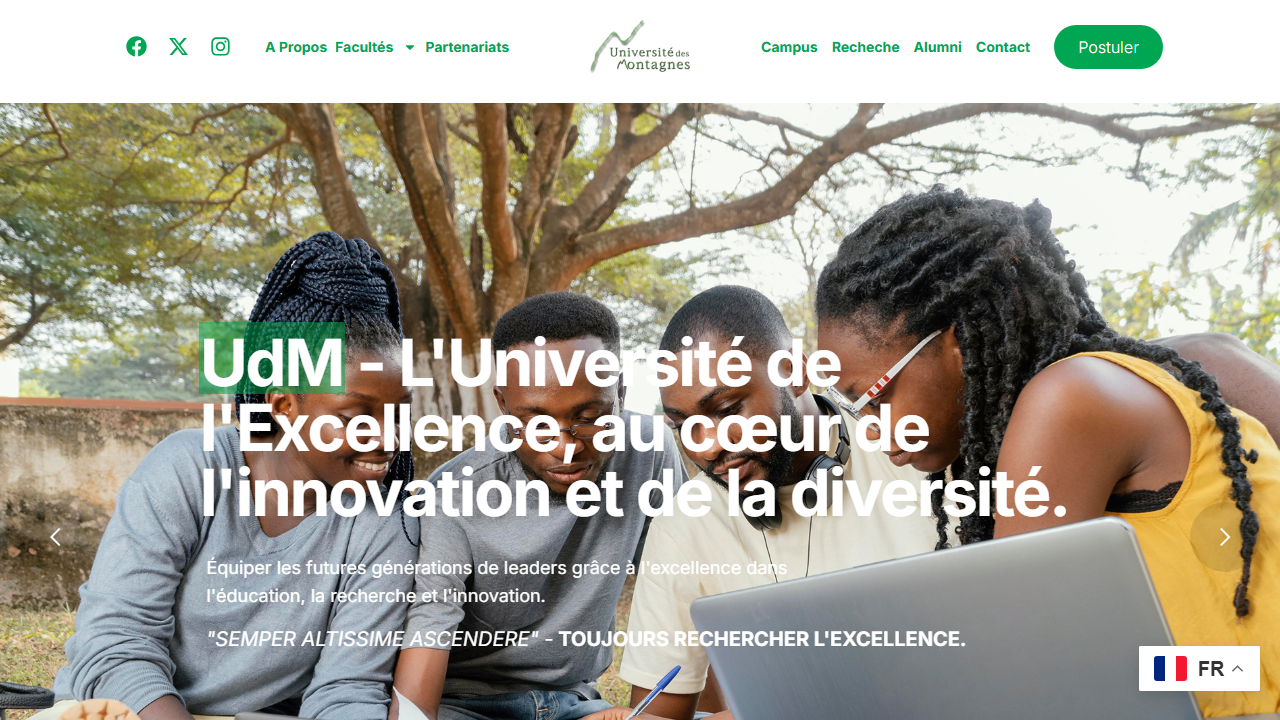 A Propos Facultés Partenariats
Université des
Montagnes
Campus Recheche Alumni Contact Postuler
UdM - L'Université de
l'Excellence, au cœur de
l'innovation et de la diversité.
Équiper les futures générations de leaders grâce à l'excellence dans
l'éducation, la recherche et l'innovation.
"SEMPER ALTISSIME ASCENDERE" - TOUJOURS RECHERCHER L'EXCELLENCE.
FR